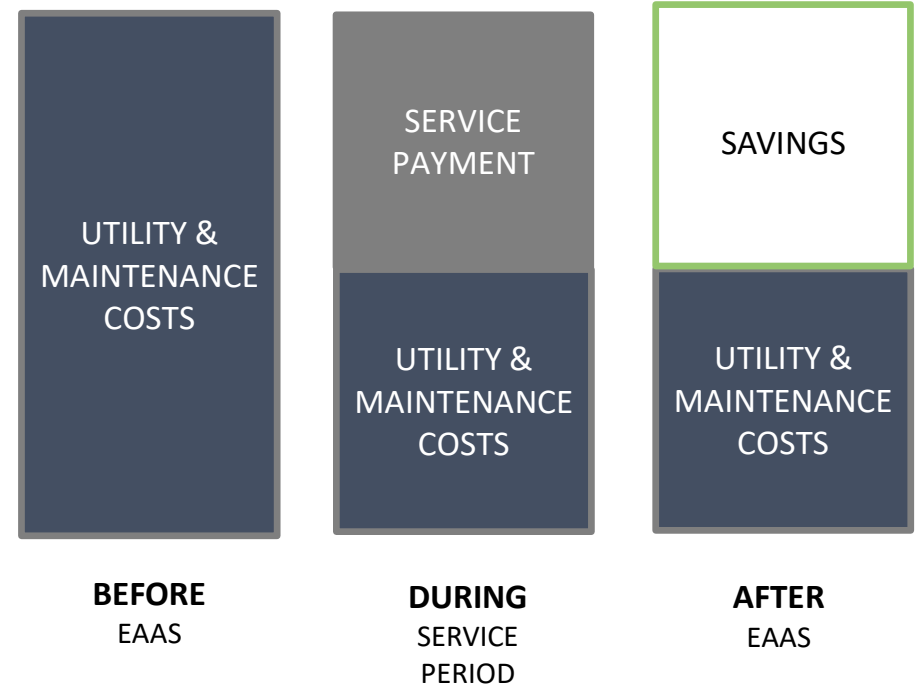 UTILITY &
MAINTENANCE
COSTS
SERVICE
PAYMENT
UTILITY &
MAINTENANCE
COSTS
SAVINGS
UTILITY &
MAINTENANCE
COSTS
BEFORE
EAAS
DURING
SERVICE
PERIOD
AFTER
EAAS